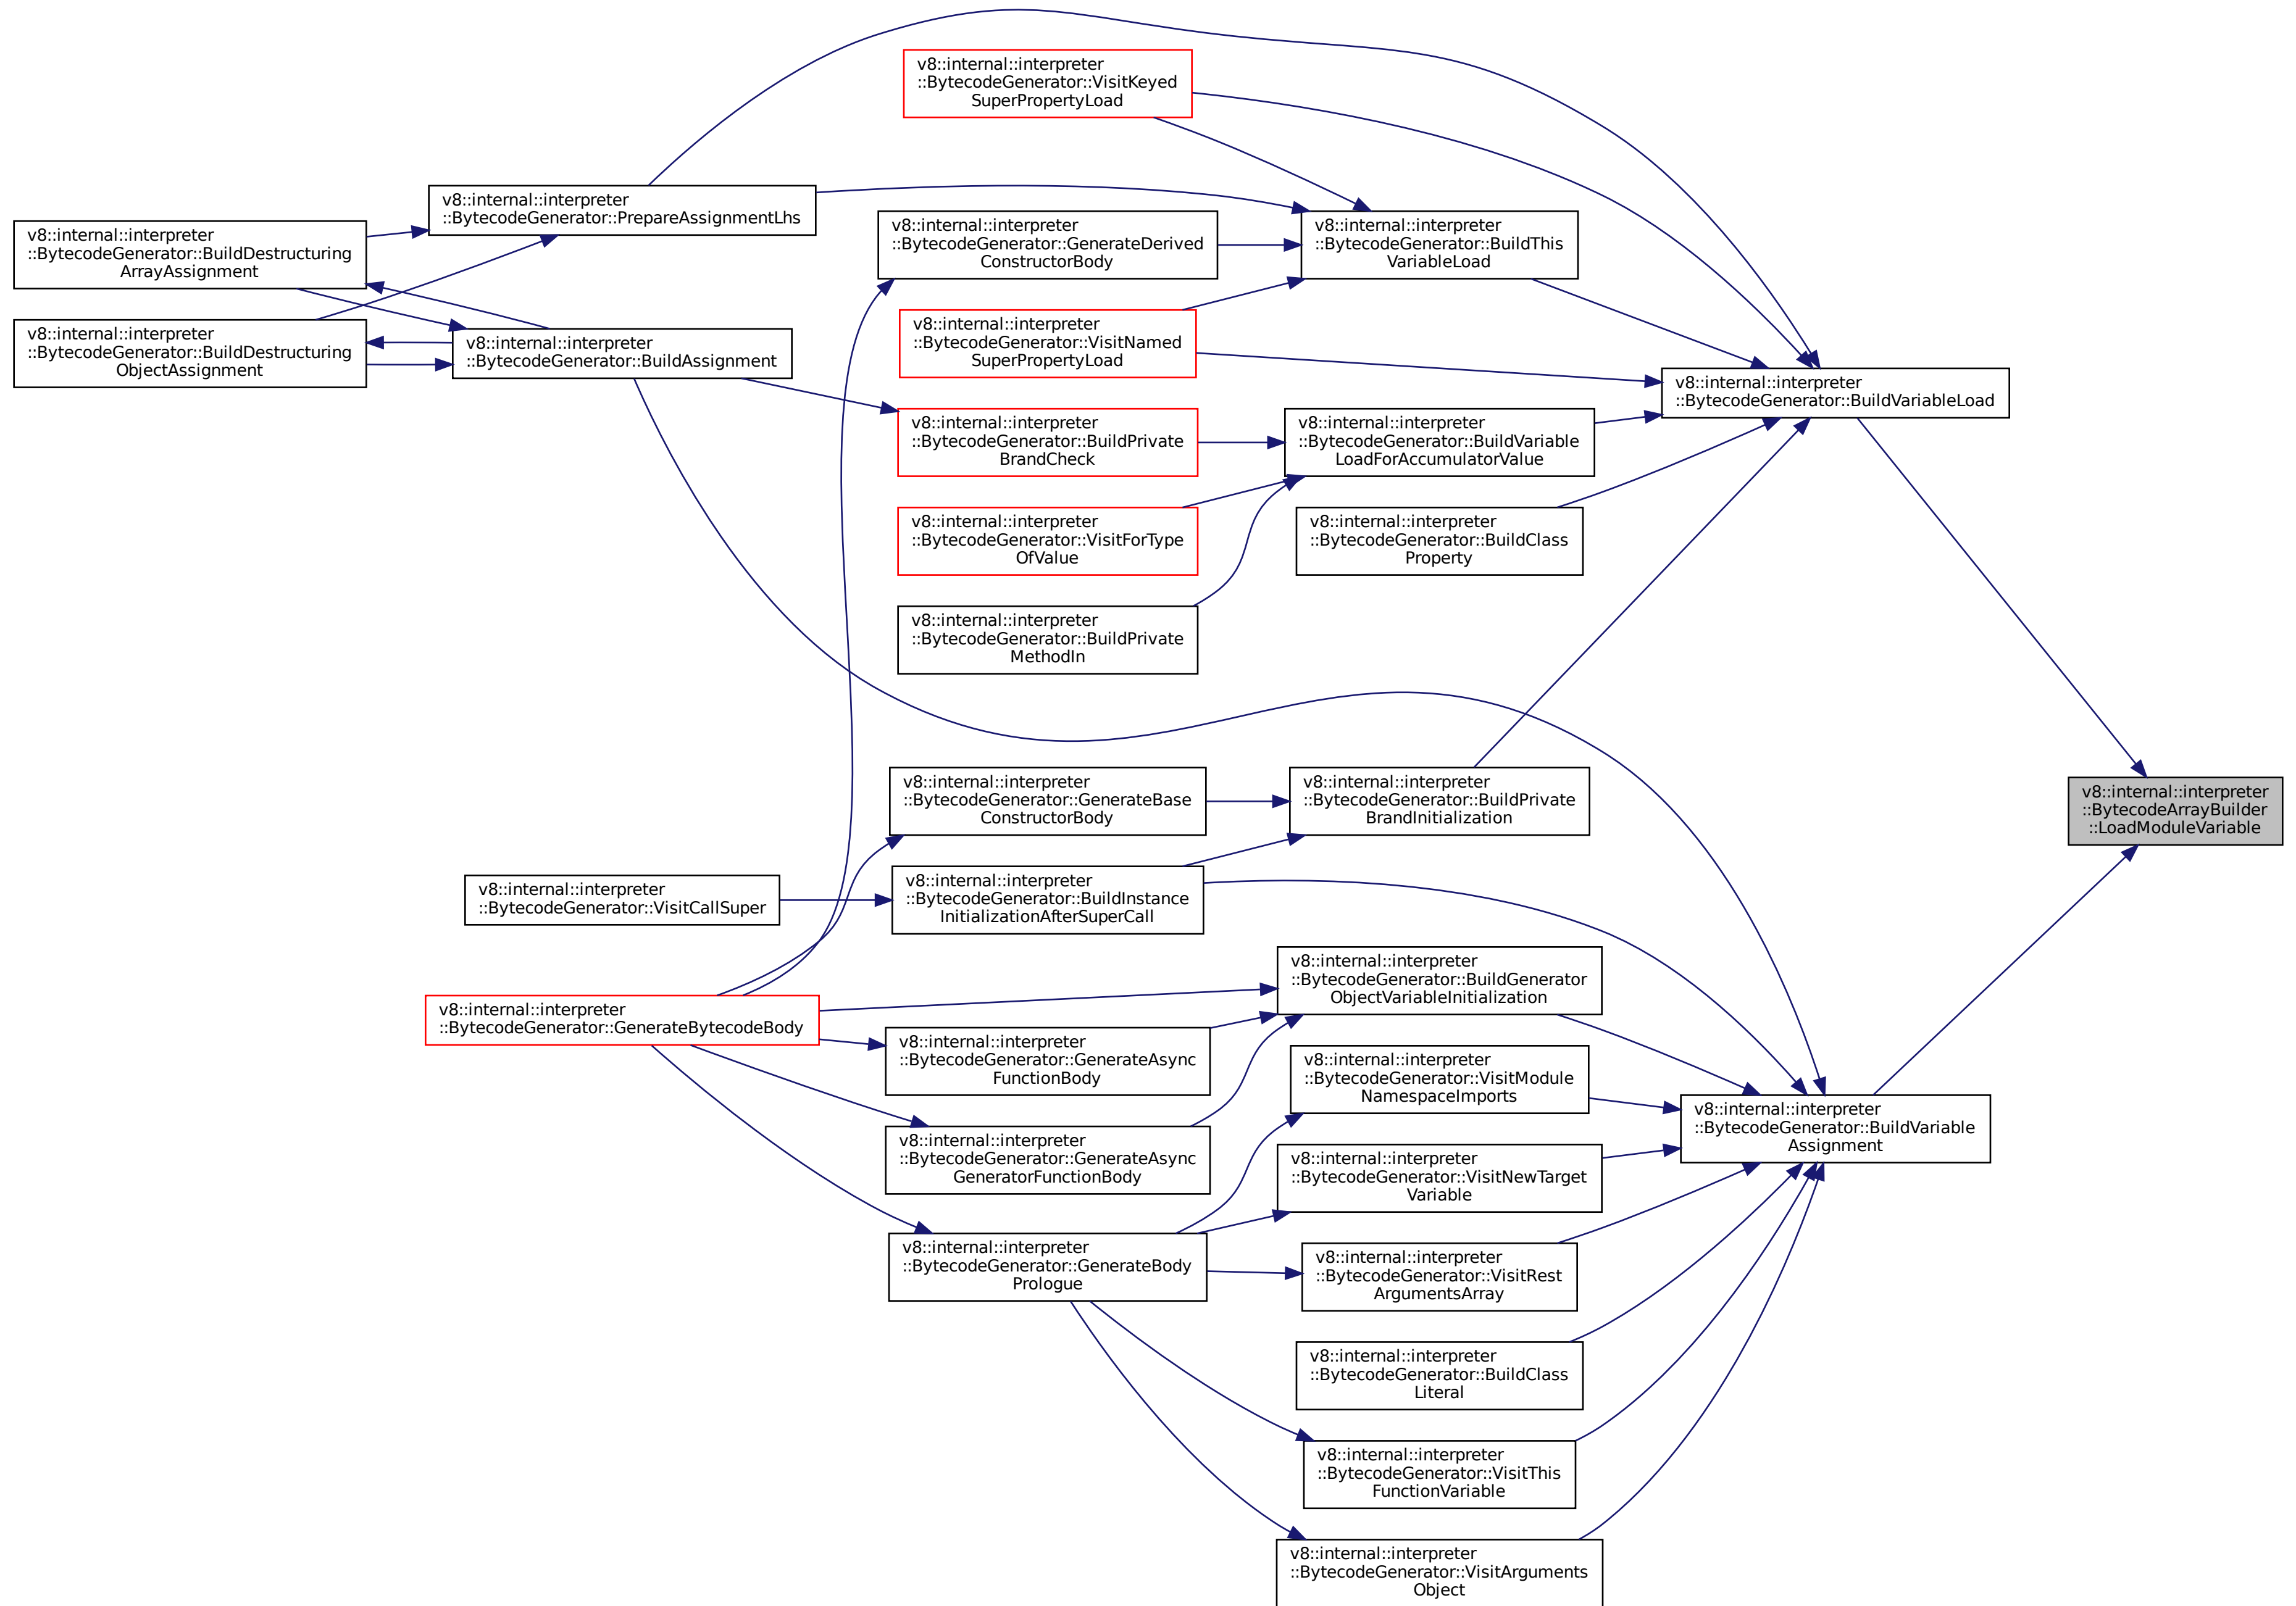 v8::internal::interpreter
::BytecodeGenerator::VisitKeyed
SuperPropertyLoad
v8::internal::interpreter
::BytecodeGenerator::PrepareAssignmentLhs
v8::internal::interpreter
::BytecodeGenerator::BuildDestructuring
ArrayAssignment
v8::internal::interpreter
::BytecodeGenerator::GenerateDerived
ConstructorBody
v8::internal::interpreter
::BytecodeGenerator::BuildThis
VariableLoad
v8::internal::interpreter
::BytecodeGenerator::BuildDestructuring
ObjectAssignment
v8::internal::interpreter
::BytecodeGenerator::BuildAssignment
v8::internal::interpreter
::BytecodeGenerator::VisitNamed
SuperPropertyLoad
v8::internal::interpreter
::BytecodeGenerator::BuildVariableLoad
v8::internal::interpreter
::BytecodeGenerator::BuildPrivate
BrandCheck
v8::internal::interpreter
::BytecodeGenerator::BuildVariable
LoadForAccumulatorValue
v8::internal::interpreter
::BytecodeGenerator::VisitForType
OfValue
v8::internal::interpreter
::BytecodeGenerator::BuildClass
Property
v8::internal::interpreter
::BytecodeGenerator::BuildPrivate
MethodIn
v8::internal::interpreter
::BytecodeGenerator::GenerateBase
ConstructorBody
v8::internal::interpreter
::BytecodeGenerator::BuildPrivate
BrandInitialization
v8::internal::interpreter
::BytecodeArrayBuilder
::LoadModuleVariable
v8::internal::interpreter
::BytecodeGenerator::VisitCallSuper
v8::internal::interpreter
::BytecodeGenerator::BuildInstance
InitializationAfterSuperCall
v8::internal::interpreter
::BytecodeGenerator::BuildGenerator
ObjectVariableInitialization
v8::internal::interpreter
::BytecodeGenerator::GenerateBytecodeBody
v8::internal::interpreter
::BytecodeGenerator::GenerateAsync
FunctionBody
v8::internal::interpreter
::BytecodeGenerator::VisitModule
NamespaceImports
v8::internal::interpreter
::BytecodeGenerator::BuildVariable
Assignment
v8::internal::interpreter
::BytecodeGenerator::GenerateAsync
GeneratorFunctionBody
v8::internal::interpreter
::BytecodeGenerator::VisitNewTarget
Variable
v8::internal::interpreter
::BytecodeGenerator::GenerateBody
Prologue
v8::internal::interpreter
::BytecodeGenerator::VisitRest
ArgumentsArray
v8::internal::interpreter
::BytecodeGenerator::BuildClass
Literal
v8::internal::interpreter
::BytecodeGenerator::VisitThis
FunctionVariable
v8::internal::interpreter
::BytecodeGenerator::VisitArguments
Object